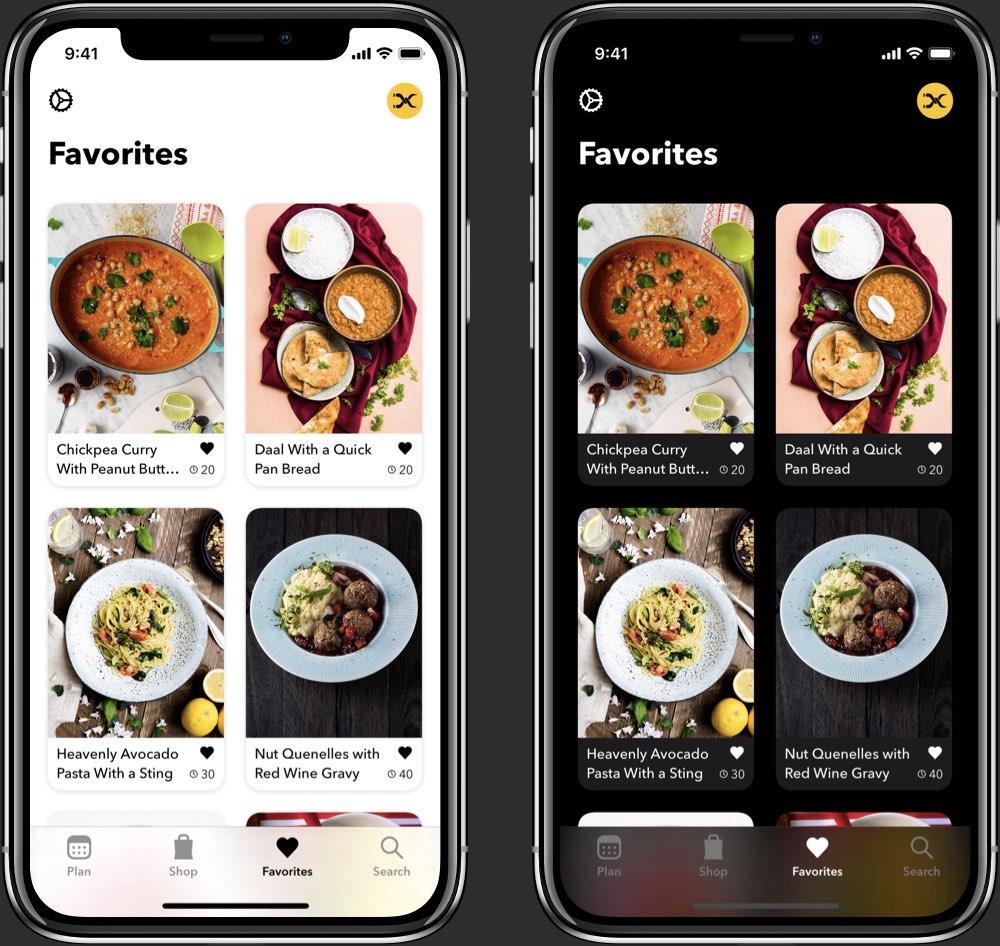 9:41
Favorites
Chickpea Curry
With Peanut Butt...
20
Daal With a Quick
Pan Bread
20
Heavenly Avocado
Pasta With a Sting
30
Nut Quenelles with
Red Wine Gravy
40
Plan
Shop
Favorites
Search
9:41
Favorites
Chickpea Curry
With Peanut Butt...
20
Daal With a Quick
Pan Bread
20
Heavenly Avocado
Pasta With a Sting
30
Nut Quenelles with
Red Wine Gravy
40
Plan
Shop
Favorites
Search